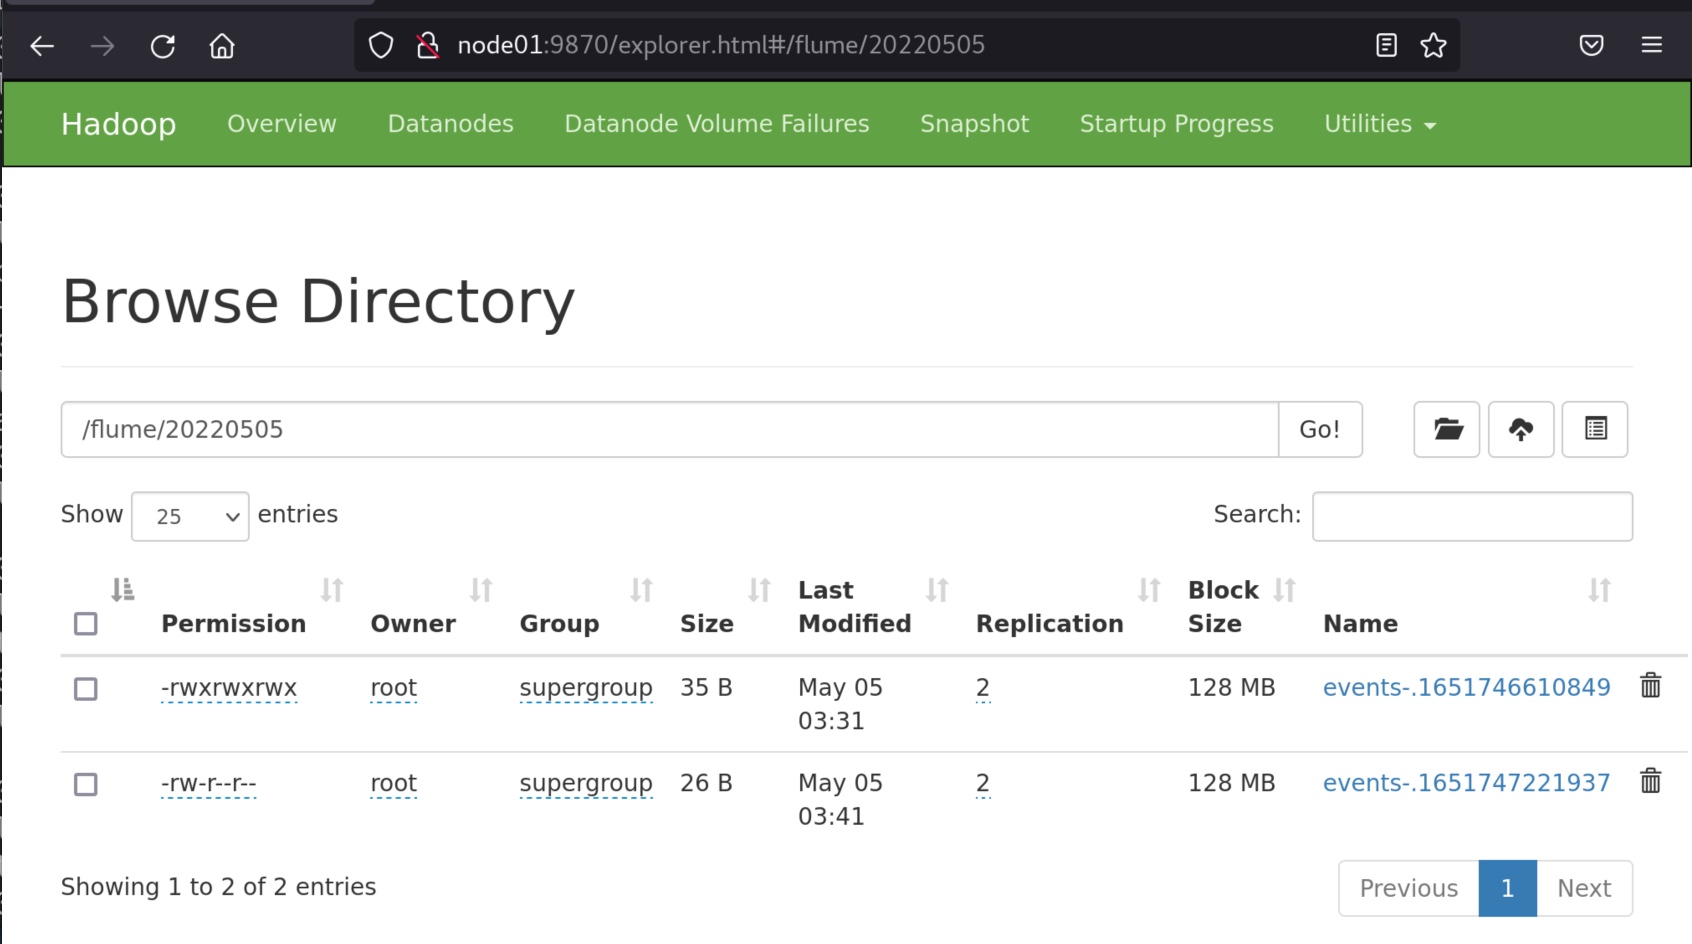 node01:9870/explorer.html#/flume/20220505
Hadoop Overview Datanodes Datanode Volume Failures Snapshot Startup Progress Utilities
Browse Directory
/flume/20220505 Go!
Show 25 entries Search:
Permission Owner Group Size Last Modified Replication Block Size Name
-rwxrwxrwx root supergroup 35 B May 05 03:31 2 128 MB events-.1651746610849
-rw-r--r-- root supergroup 26 B May 05 03:41 2 128 MB events-.1651747221937
Showing 1 to 2 of 2 entries Previous 1 Next